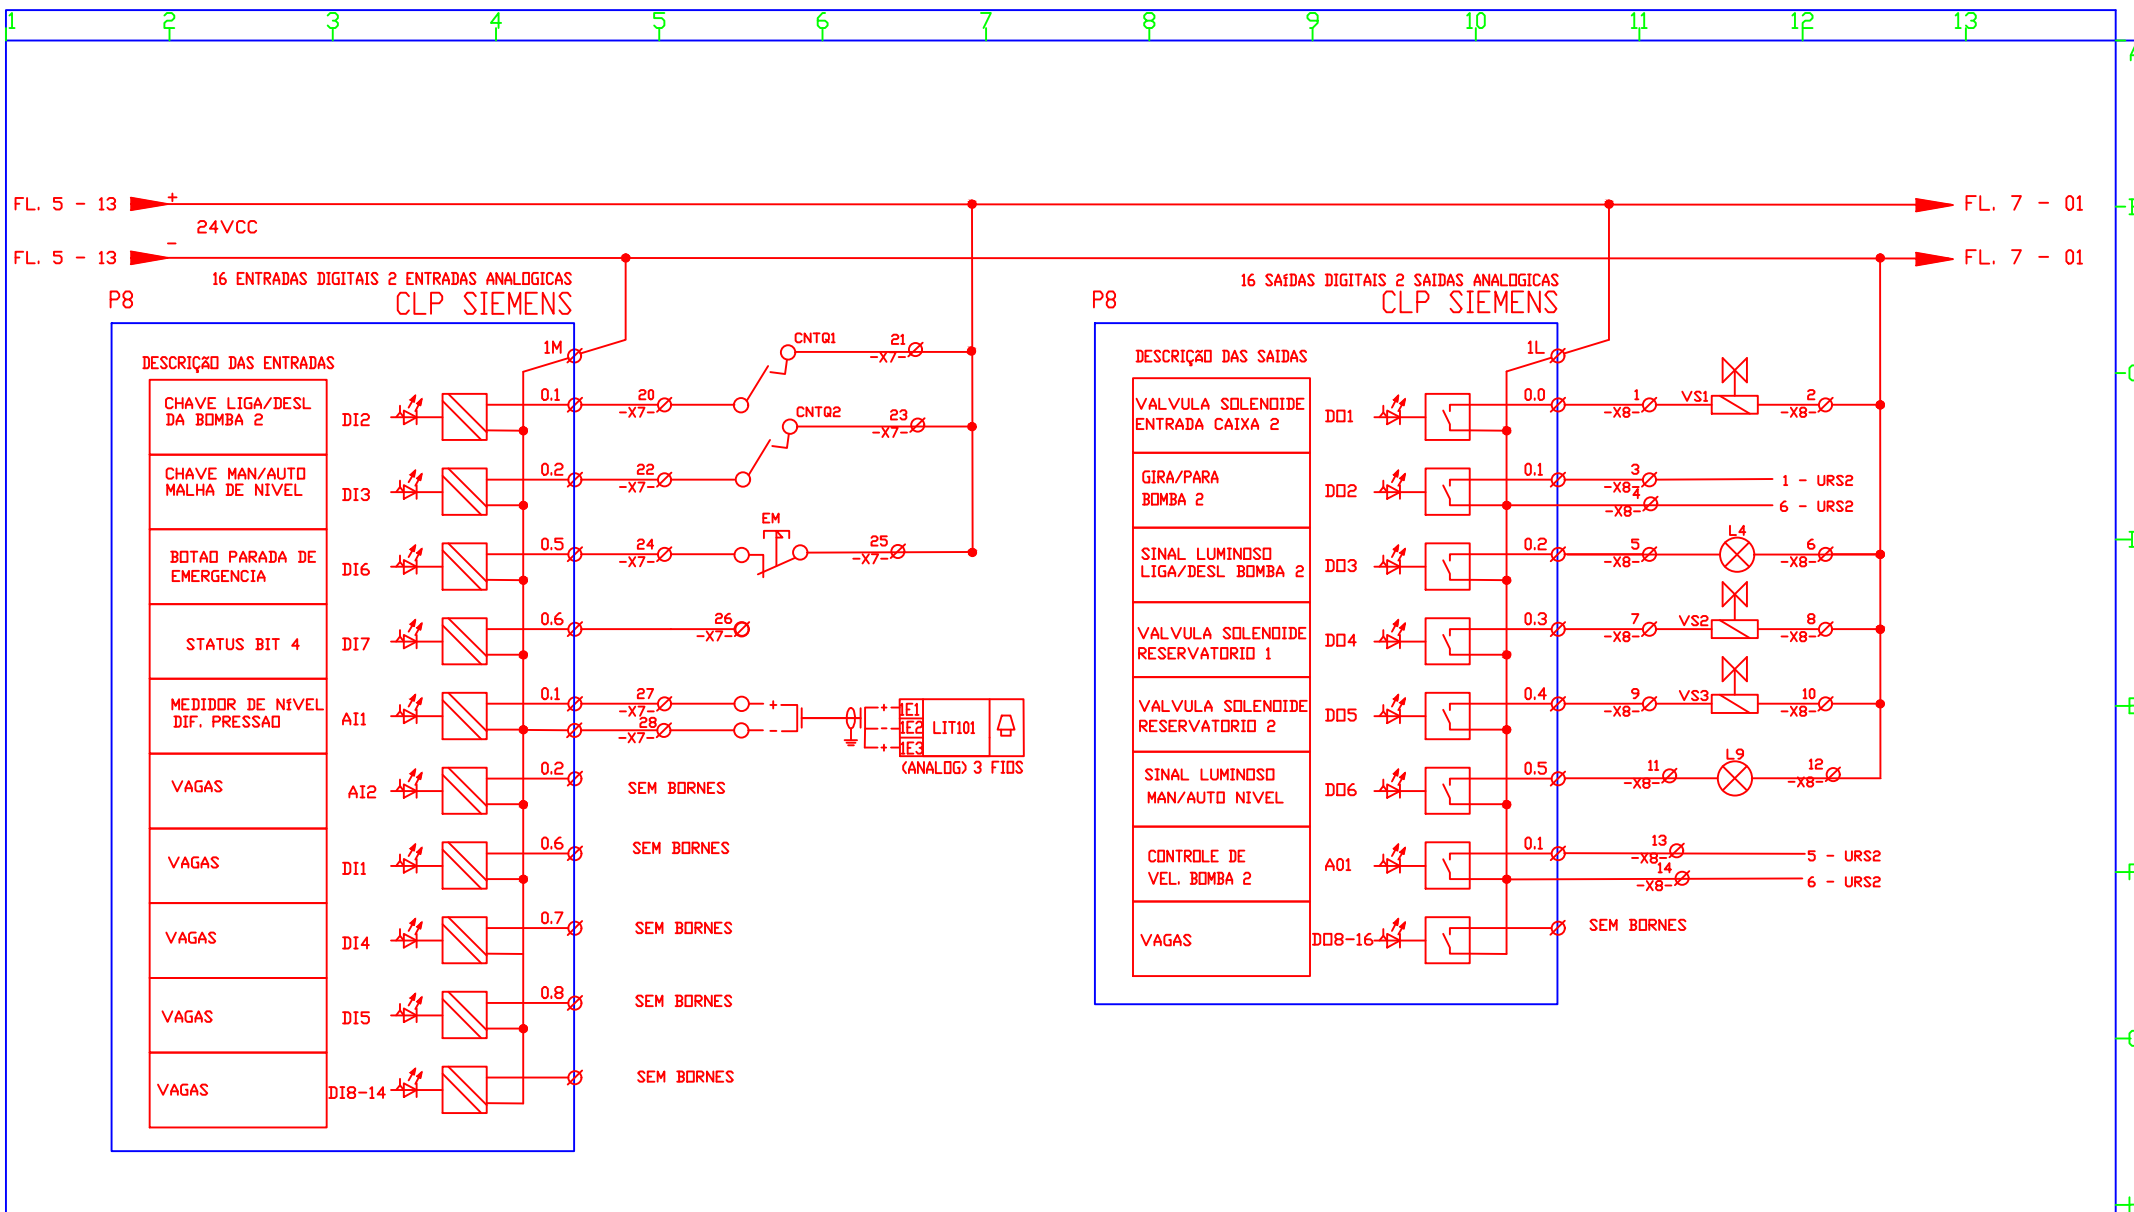 1 2 3 4 5 6 7 8 9 10 11 12 13
FL. 5 - 13
+
24VCC
-
FL. 5 - 13
FL. 7 - 01
FL. 7 - 01
16 ENTRADAS DIGITAIS 2 ENTRADAS ANALOGICAS
P8 CLP SIEMENS
DESCRIÇÃO DAS ENTRADAS
1M
CHAVE LIGA/DESL
DA BOMBA 2
DI2 0.1 20 -X7- CNTQ1 21 -X7-
CHAVE MAN/AUTO
MALHA DE NIVEL
DI3 0.2 22 -X7- CNTQ2 23 -X7-
BOTAO PARADA DE
EMERGENCIA
DI6 0.5 24 -X7- EM 25 -X7-
STATUS BIT 4
DI7 0.6 26 -X7-
MEDIDOR DE NÍVEL
DIF. PRESSAO
AI1 0.1 27 -X7- +
28 -X7- -
+ 1E1
- 1E2
+ 1E3
LIT101
(ANALOG) 3 FIOS
VAGAS AI2 0.2 SEM BORNES
VAGAS DI1 0.6 SEM BORNES
VAGAS DI4 0.7 SEM BORNES
VAGAS DI5 0.8 SEM BORNES
VAGAS DI8-14 SEM BORNES
16 SAÍDAS DIGITAIS 2 SAIDAS ANALOGICAS
P8 CLP SIEMENS
DESCRIÇÃO DAS SAIDAS
1L
VALVULA SOLENOIDE
ENTRADA CAIXA 2
DO1 0.0 1 -X8- VS1 2 -X8-
GIRA/PARA
BOMBA 2
DO2 0.1 3 -X8- 1 - URS2
4 -X8- 6 - URS2
SINAL LUMINOSO
LIGA/DESL BOMBA 2
DO3 0.2 5 -X8- L4 6 -X8-
VALVULA SOLENOIDE
RESERVATORIO 1
DO4 0.3 7 -X8- VS2 8 -X8-
VALVULA SOLENOIDE
RESERVATORIO 2
DO5 0.4 9 -X8- VS3 10 -X8-
SINAL LUMINOSO
MAN/AUTO NIVEL
DO6 0.5 11 -X8- L9 12 -X8-
CONTROLE DE
VEL. BOMBA 2
A01 0.1 13 -X8- 5 - URS2
14 -X8- 6 - URS2
VAGAS DO8-16 SEM BORNES